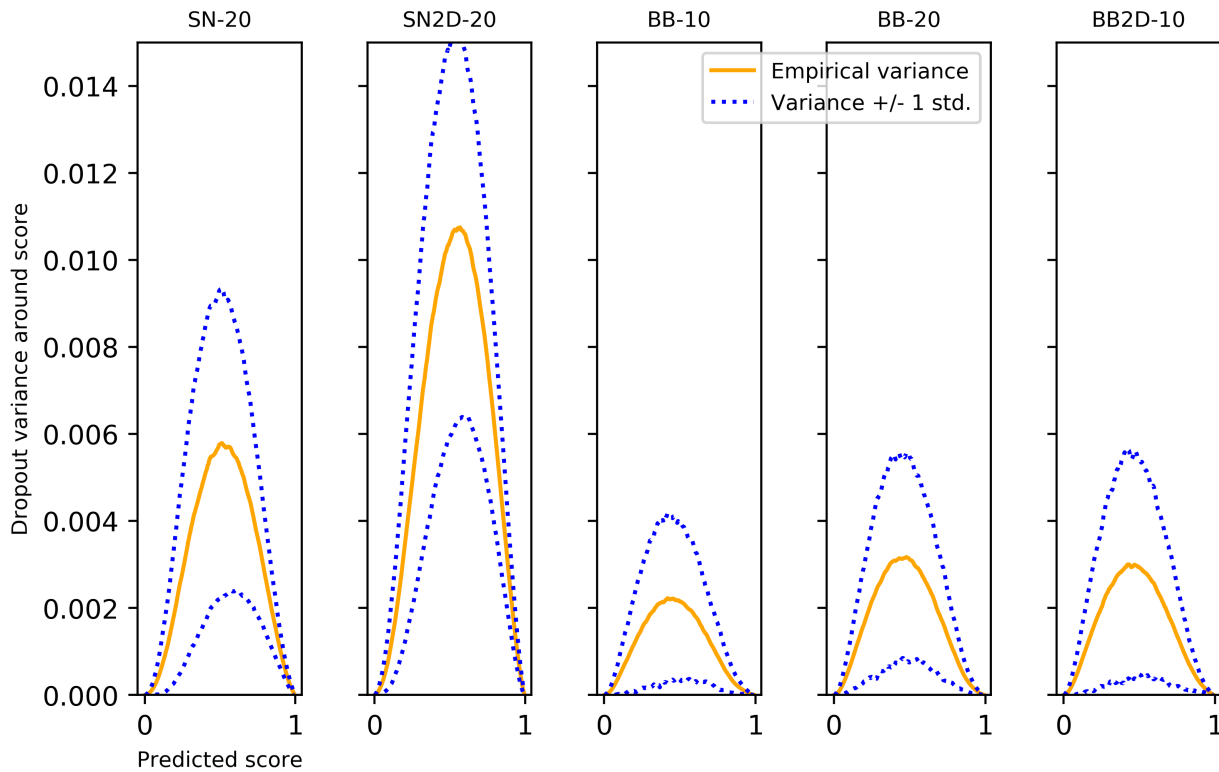 SN-20
SN2D-20
BB-10
BB-20
BB2D-10
Empirical variance
Variance +/- 1 std.
Dropout variance around score
0.014
0.012
0.010
0.008
0.006
0.004
0.002
0.000
0 1
0 1
0 1
0 1
0 1
Predicted score